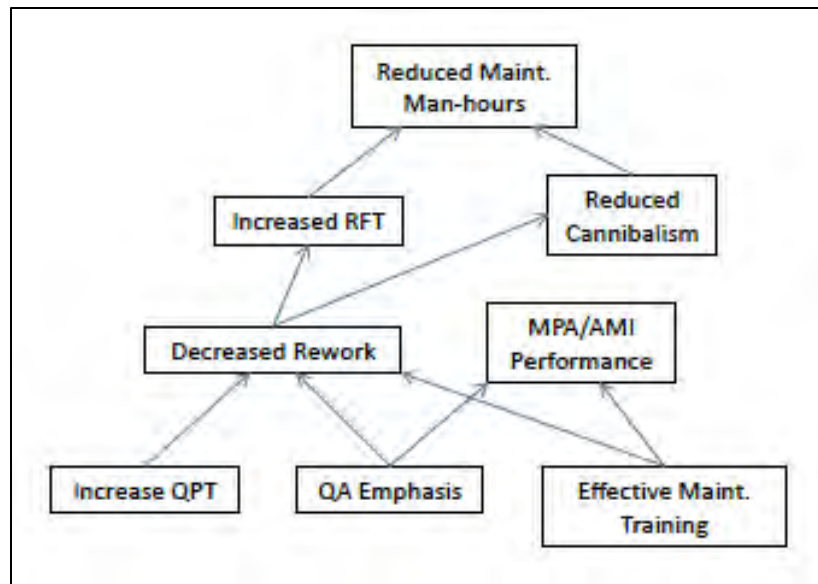 Reduced Maint.
Man-hours
Increased RFT
Reduced
Cannibalism
Decreased Rework
MPA/AMI
Performance
Increase QPT
QA Emphasis
Effective Maint.
Training